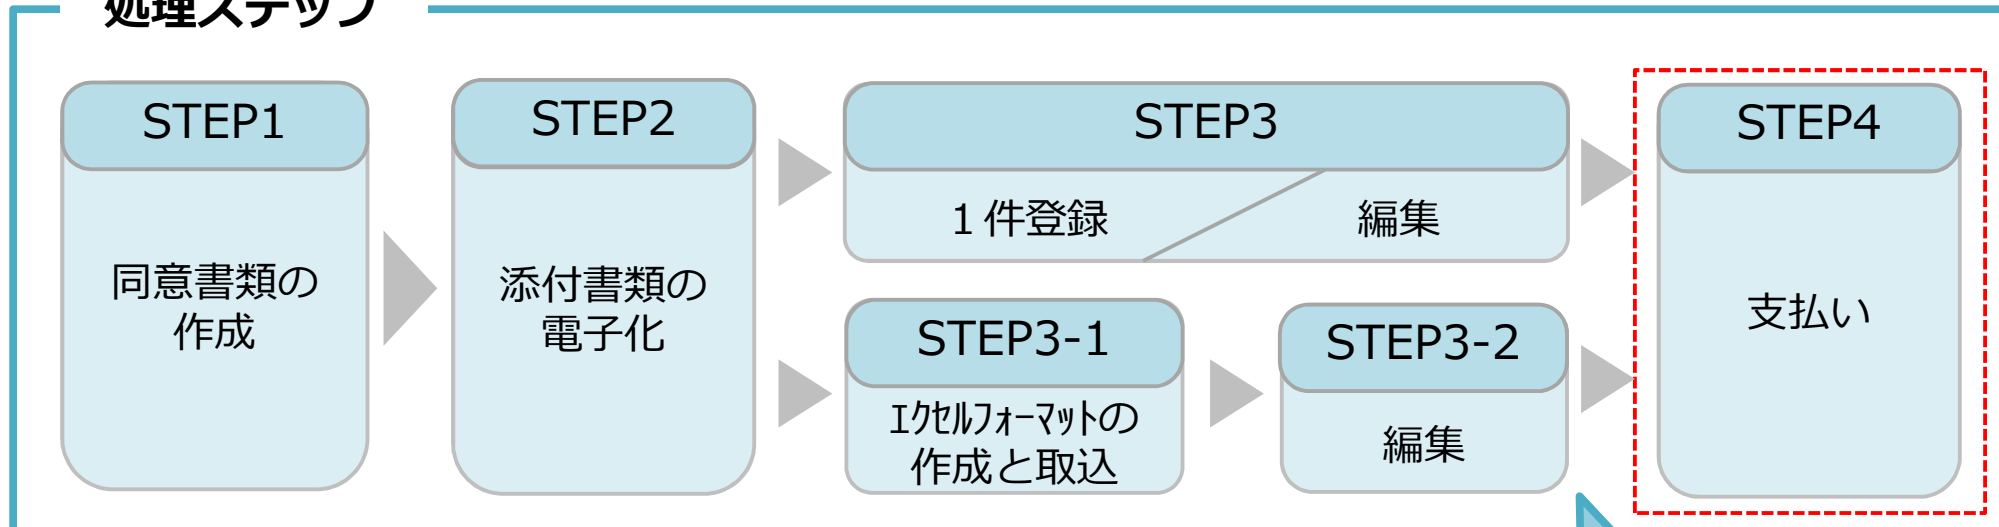 処理ステップ
STEP1
同意書類の
作成
STEP2
添付書類の
電子化
STEP3
１件登録
編集
STEP3-1
ｴｸｾﾙﾌｫｰﾏｯﾄの
作成と取込
STEP3-2
編集
STEP4
支払い